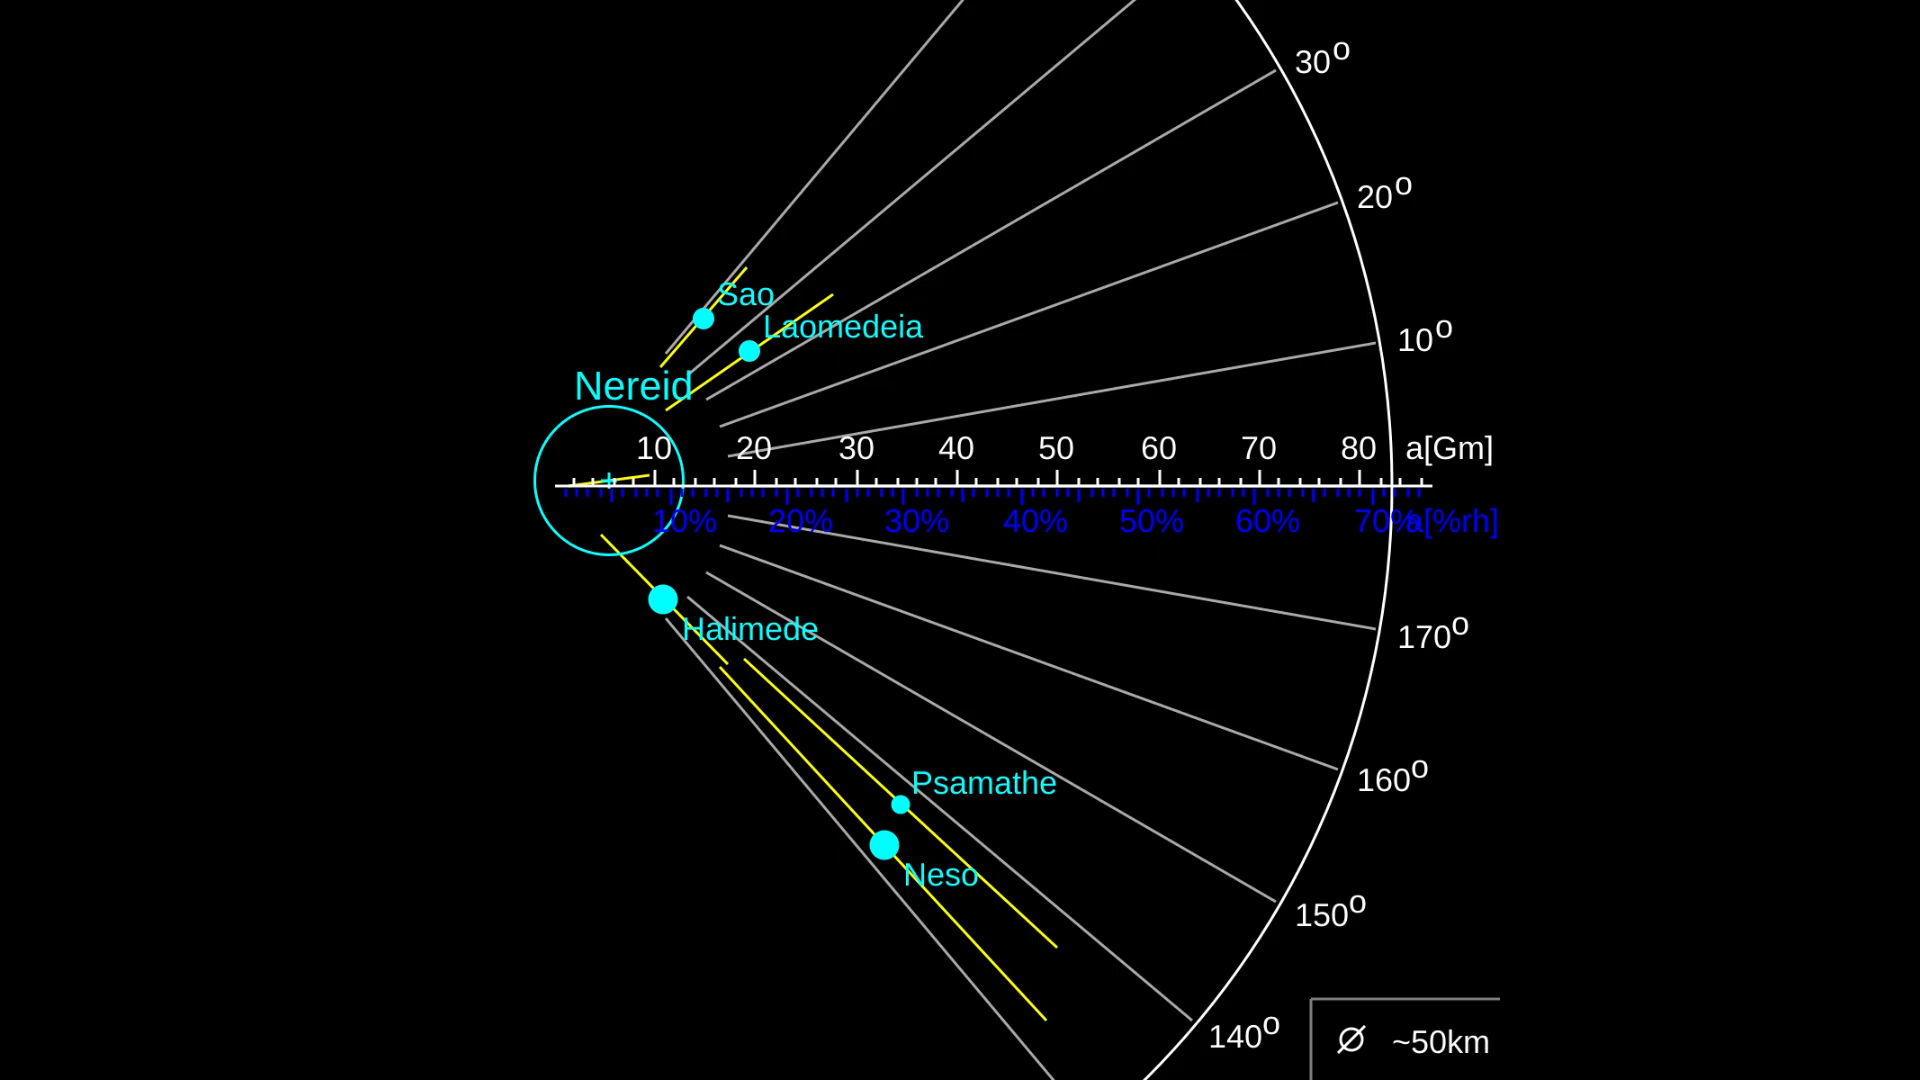 30o
20o
Sao
Laomedeia
10o
Nereid
10 20 30 40 50 60 70 80 a[Gm]
10% 20% 30% 40% 50% 60% 70% a[%rh]
Halimede
170o
160o
Psamathe
Neso
150o
140o
∅ ~50km